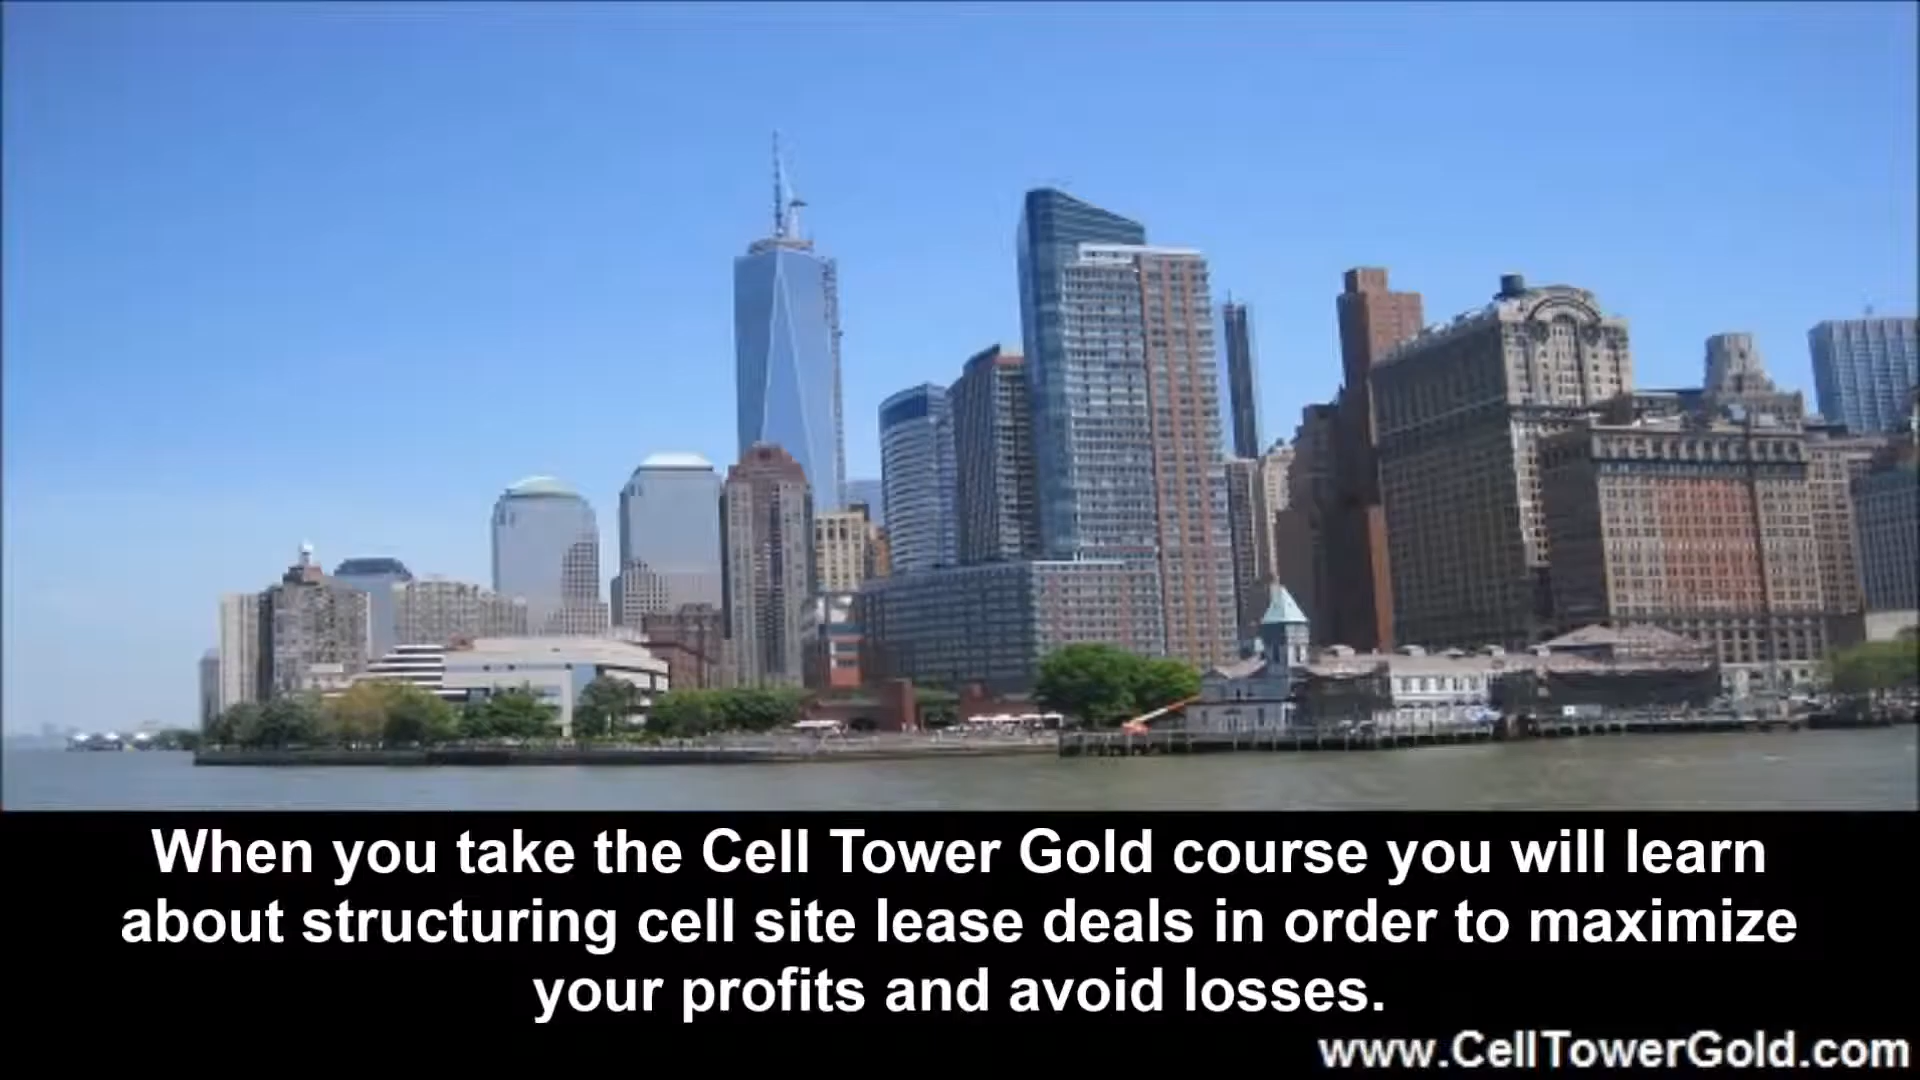 When you take the Cell Tower Gold course you will learn
about structuring cell site lease deals in order to maximize
your profits and avoid losses.
www.CellTowerGold.com